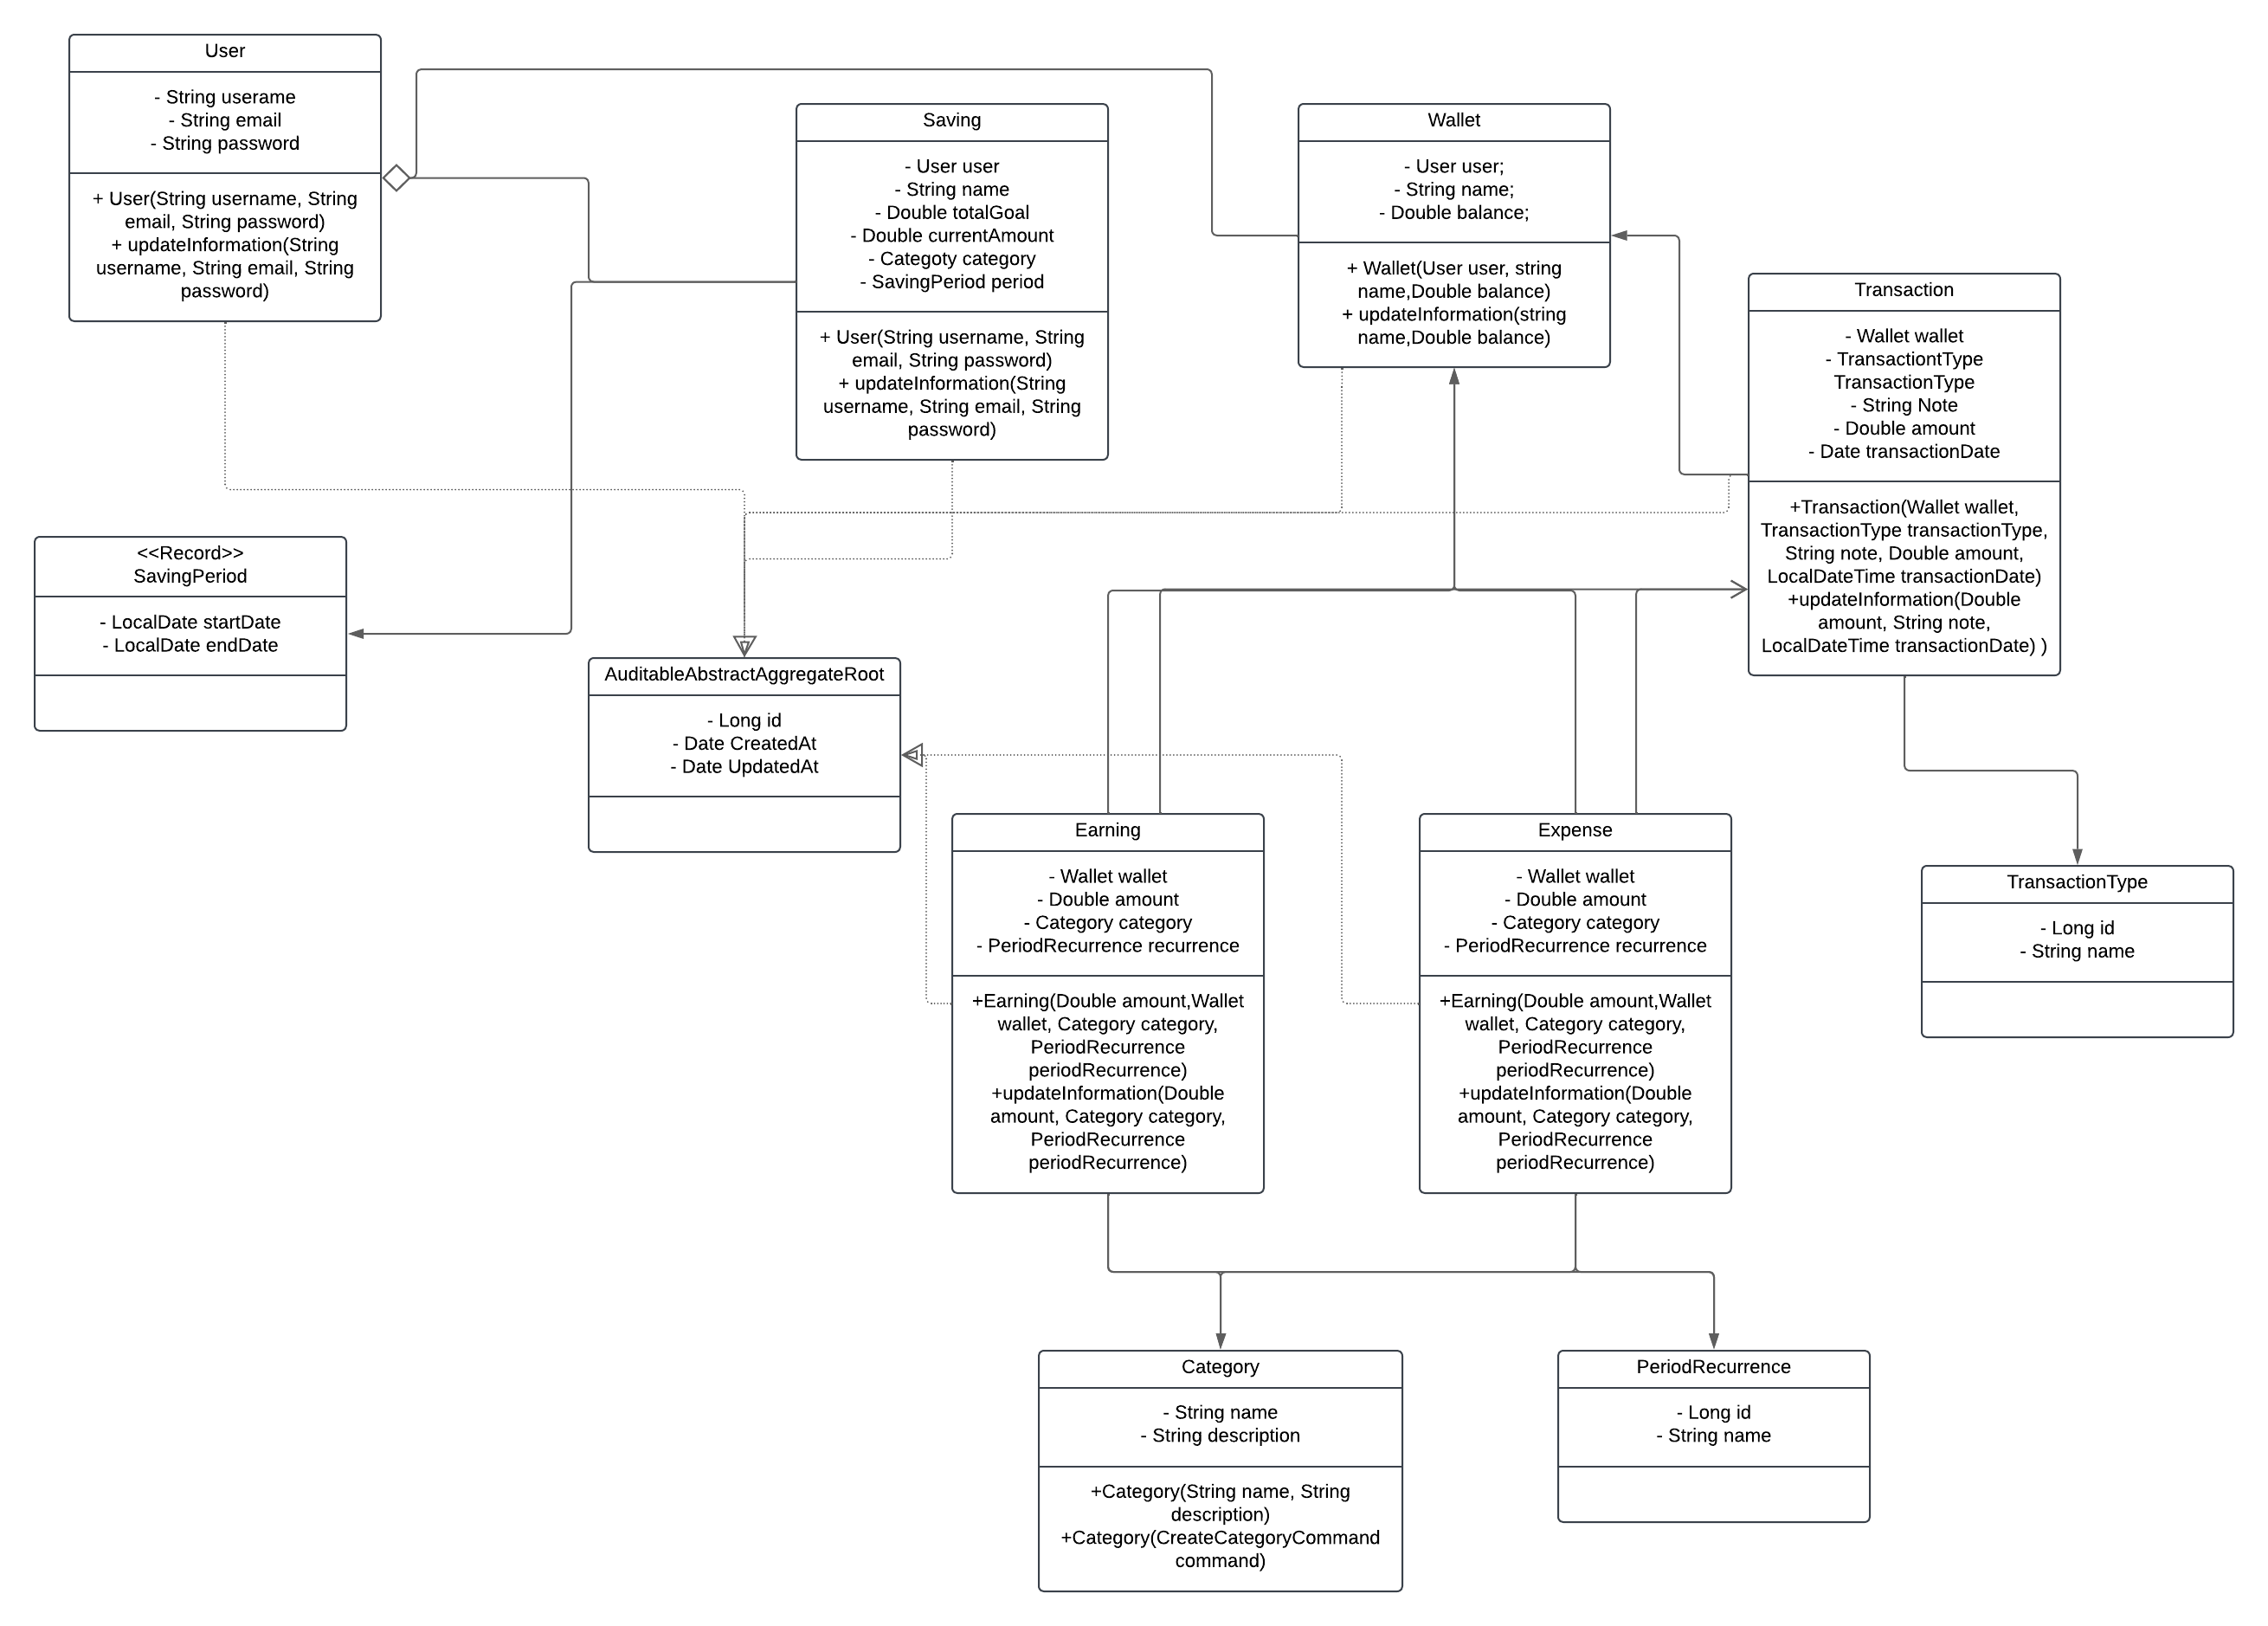 User
- String userame
- String email
- String password
+ User(String username, String
email, String password)
+ updateInformation(String
username, String email, String
password)
Saving
- User user
- String name
- Double totalGoal
- Double currentAmount
- Categoty category
- SavingPeriod period
+ User(String username, String
email, String password)
+ updateInformation(String
username, String email, String
password)
Wallet
- User user;
- String name;
- Double balance;
+ Wallet(User user, string
name,Double balance)
+ updateInformation(string
name,Double balance)
Transaction
- Wallet wallet
- TransactiontType
TransactionType
- String Note
- Double amount
- Date transactionDate
+Transaction(Wallet wallet,
TransactionType transactionType,
String note, Double amount,
LocalDateTime transactionDate)
+updateInformation(Double
amount, String note,
LocalDateTime transactionDate) )
<<Record>>
SavingPeriod
- LocalDate startDate
- LocalDate endDate
AuditableAbstractAggregateRoot
- Long id
- Date CreatedAt
- Date UpdatedAt
Earning
- Wallet wallet
- Double amount
- Category category
- PeriodRecurrence recurrence
+Earning(Double amount,Wallet
wallet, Category category,
PeriodRecurrence
periodRecurrence)
+updateInformation(Double
amount, Category category,
PeriodRecurrence
periodRecurrence)
Expense
- Wallet wallet
- Double amount
- Category category
- PeriodRecurrence recurrence
+Earning(Double amount,Wallet
wallet, Category category,
PeriodRecurrence
periodRecurrence)
+updateInformation(Double
amount, Category category,
PeriodRecurrence
periodRecurrence)
TransactionType
- Long id
- String name
Category
- String name
- String description
+Category(String name, String
description)
+Category(CreateCategoryCommand
command)
PeriodRecurrence
- Long id
- String name